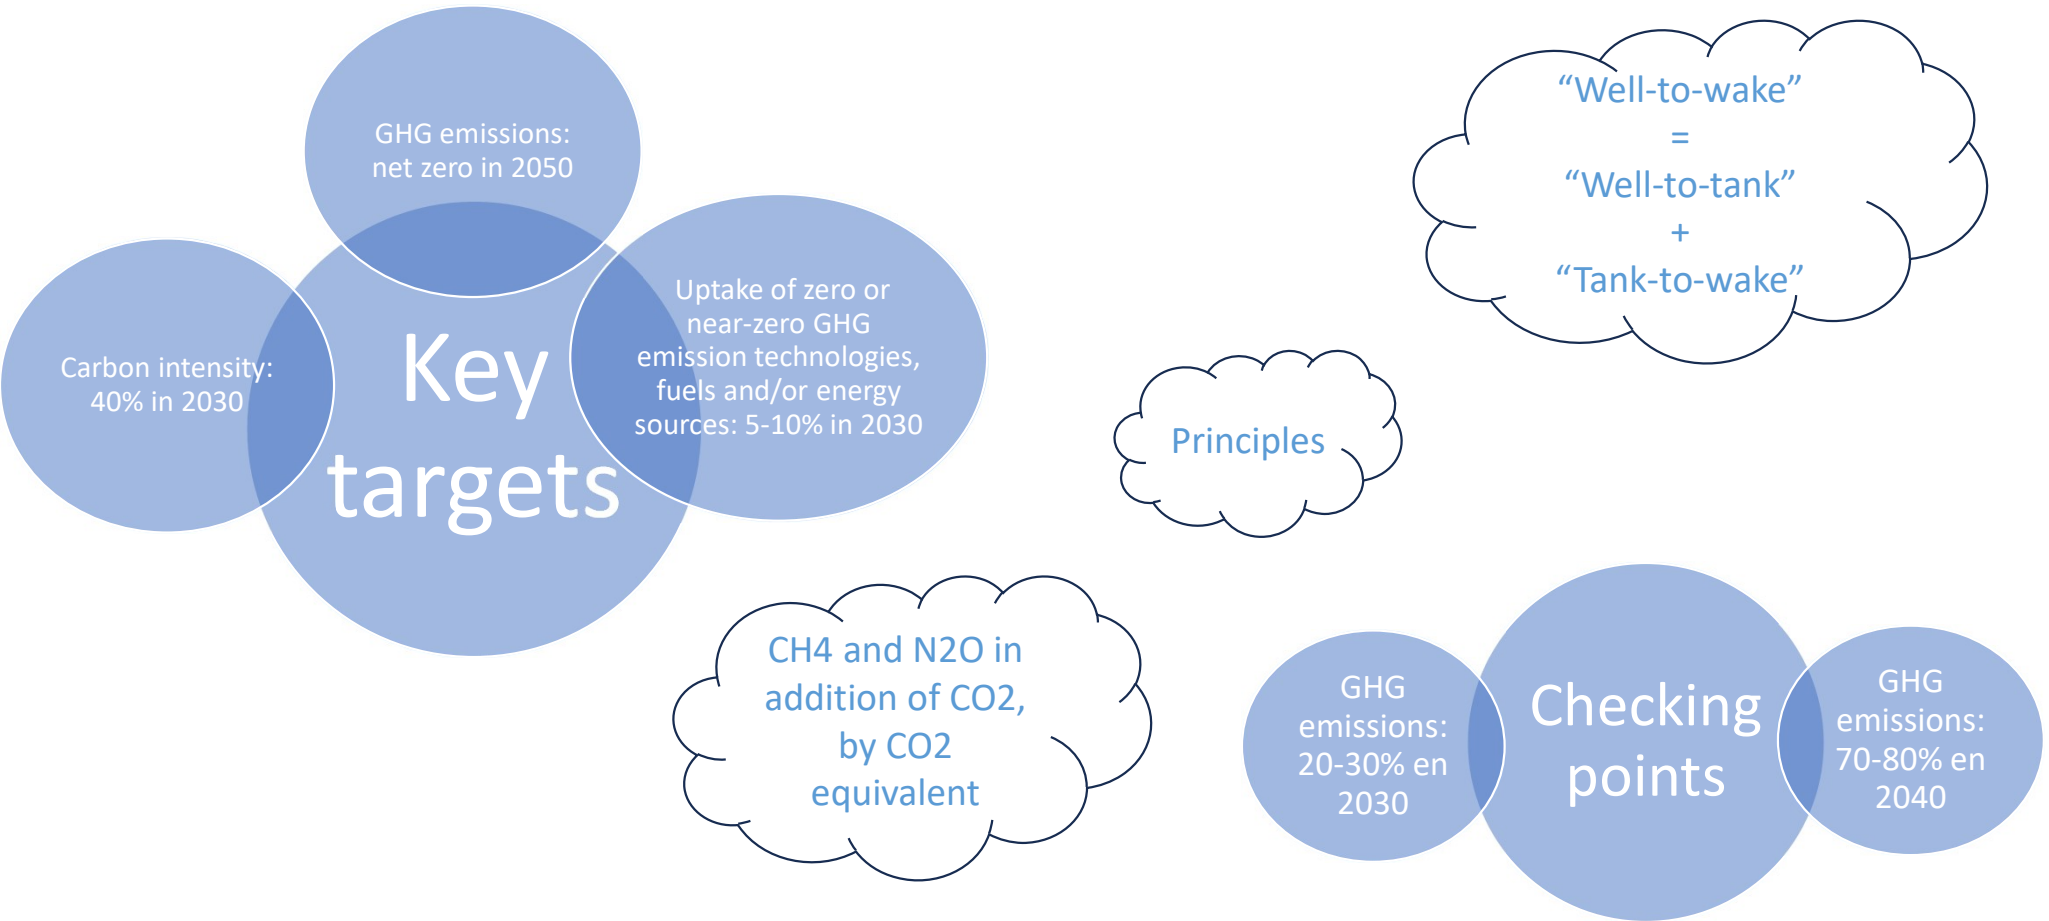 GHG emissions:
net zero in 2050
Carbon intensity:
40% in 2030
Key
targets
Uptake of zero or
near-zero GHG
emission technologies,
fuels and/or energy
sources: 5-10% in 2030
“Well-to-wake”
=
“Well-to-tank”
+
“Tank-to-wake”
Principles
CH4 and N2O in
addition of CO2,
by CO2
equivalent
GHG
emissions:
20-30% en
2030
Checking
points
GHG
emissions:
70-80% en
2040